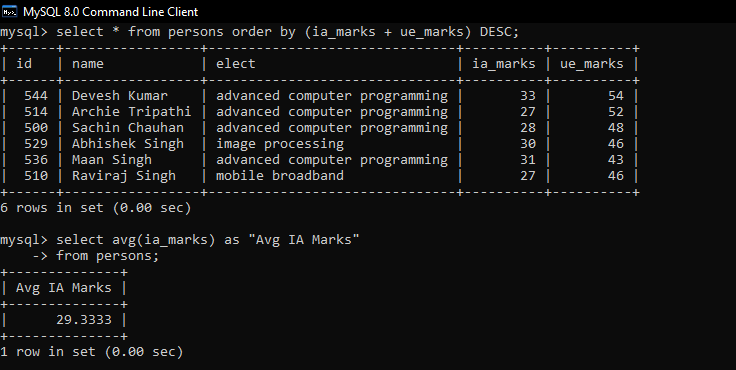 MySQL 8.0 Command Line Client
mysql> select * from persons order by (ia_marks + ue_marks) DESC;
+-----+-----------------+-------------------------------+----------+----------+
| id  | name            | elect                         | ia_marks | ue_marks |
+-----+-----------------+-------------------------------+----------+----------+
| 544 | Devesh Kumar    | advanced computer programming |       33 |       54 |
| 514 | Archie Tripathi | advanced computer programming |       27 |       52 |
| 500 | Sachin Chauhan  | advanced computer programming |       28 |       48 |
| 529 | Abhishek Singh  | image processing              |       30 |       46 |
| 536 | Maan Singh      | advanced computer programming |       31 |       43 |
| 510 | Raviraj Singh   | mobile broadband              |       27 |       46 |
+-----+-----------------+-------------------------------+----------+----------+
6 rows in set (0.00 sec)
mysql> select avg(ia_marks) as "Avg IA Marks"
    -> from persons;
+--------------+
| Avg IA Marks |
+--------------+
|      29.3333 |
+--------------+
1 row in set (0.00 sec)